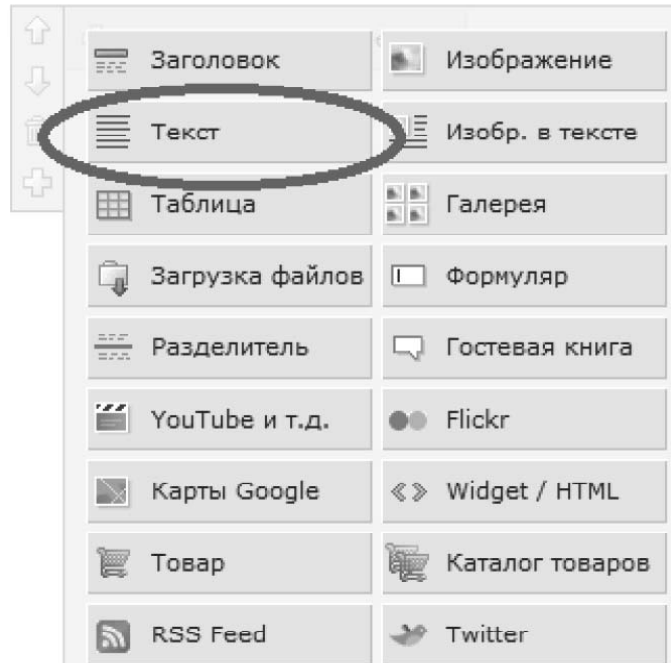 Заголовок
Изображение
Текст
Изобр. в тексте
Таблица
Галерея
Загрузка файлов
Формуляр
Разделитель
Гостевая книга
YouTube и т.д.
Flickr
Карты Google
Widget / HTML
Товар
Каталог товаров
RSS Feed
Twitter